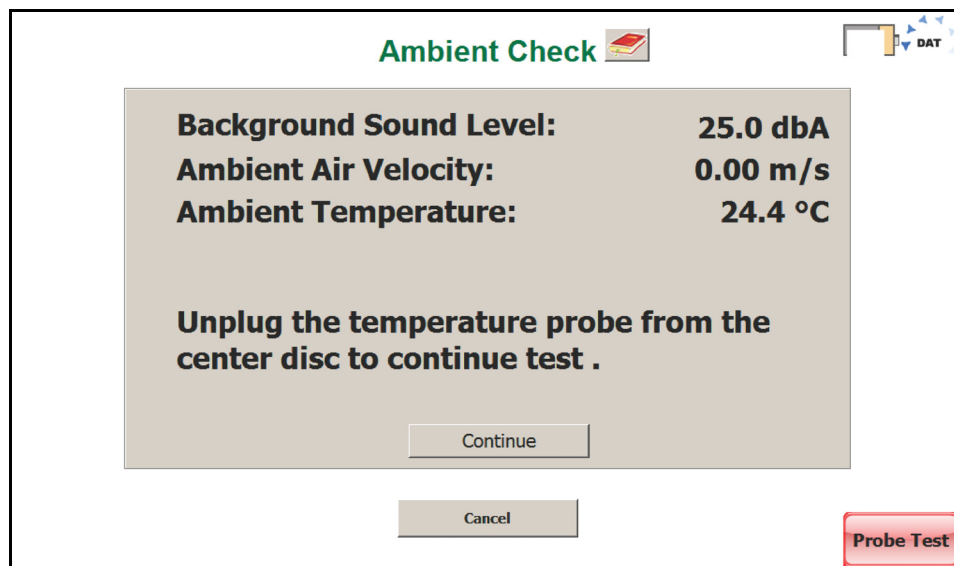 Ambient Check
DAT
Background Sound Level: 25.0 dbA
Ambient Air Velocity: 0.00 m/s
Ambient Temperature: 24.4 °C
Unplug the temperature probe from the
center disc to continue test .
Continue
Cancel
Probe Test